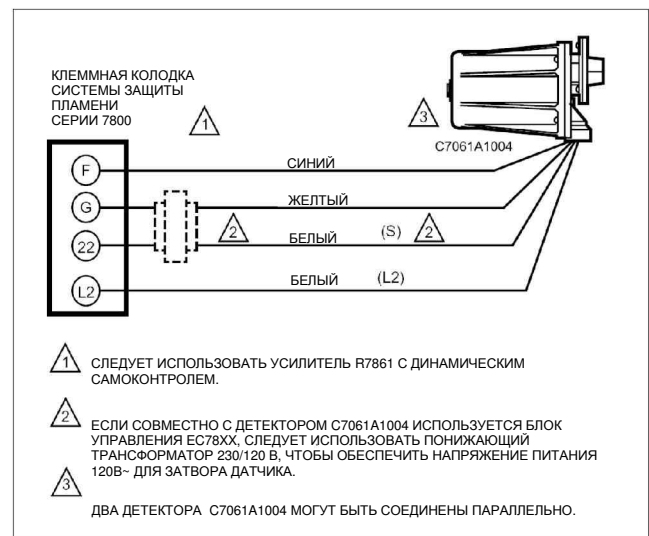 КЛЕММНАЯ КОЛОДКА
СИСТЕМЫ ЗАЩИТЫ
ПЛАМЕНИ
СЕРИИ 7800
1
3
C7061A1004
F
СИНИЙ
G
ЖЕЛТЫЙ
22
2
БЕЛЫЙ (S)
2
L2
БЕЛЫЙ (L2)
1 СЛЕДУЕТ ИСПОЛЬЗОВАТЬ УСИЛИТЕЛЬ R7861 С ДИНАМИЧЕСКИМ
САМОКОНТРОЛЕМ.
2
ЕСЛИ СОВМЕСТНО С ДЕТЕКТОРОМ C7061A1004 ИСПОЛЬЗУЕТСЯ БЛОК
УПРАВЛЕНИЯ EC78XX, СЛЕДУЕТ ИСПОЛЬЗОВАТЬ ПОНИЖАЮЩИЙ
ТРАНСФОРМАТОР 230/120 В, ЧТОБЫ ОБЕСПЕЧИТЬ НАПРЯЖЕНИЕ ПИТАНИЯ
120В~ ДЛЯ ЗАТВОРА ДАТЧИКА.
3
ДВА ДЕТЕКТОРА C7061A1004 МОГУТ БЫТЬ СОЕДИНЕНЫ ПАРАЛЛЕЛЬНО.